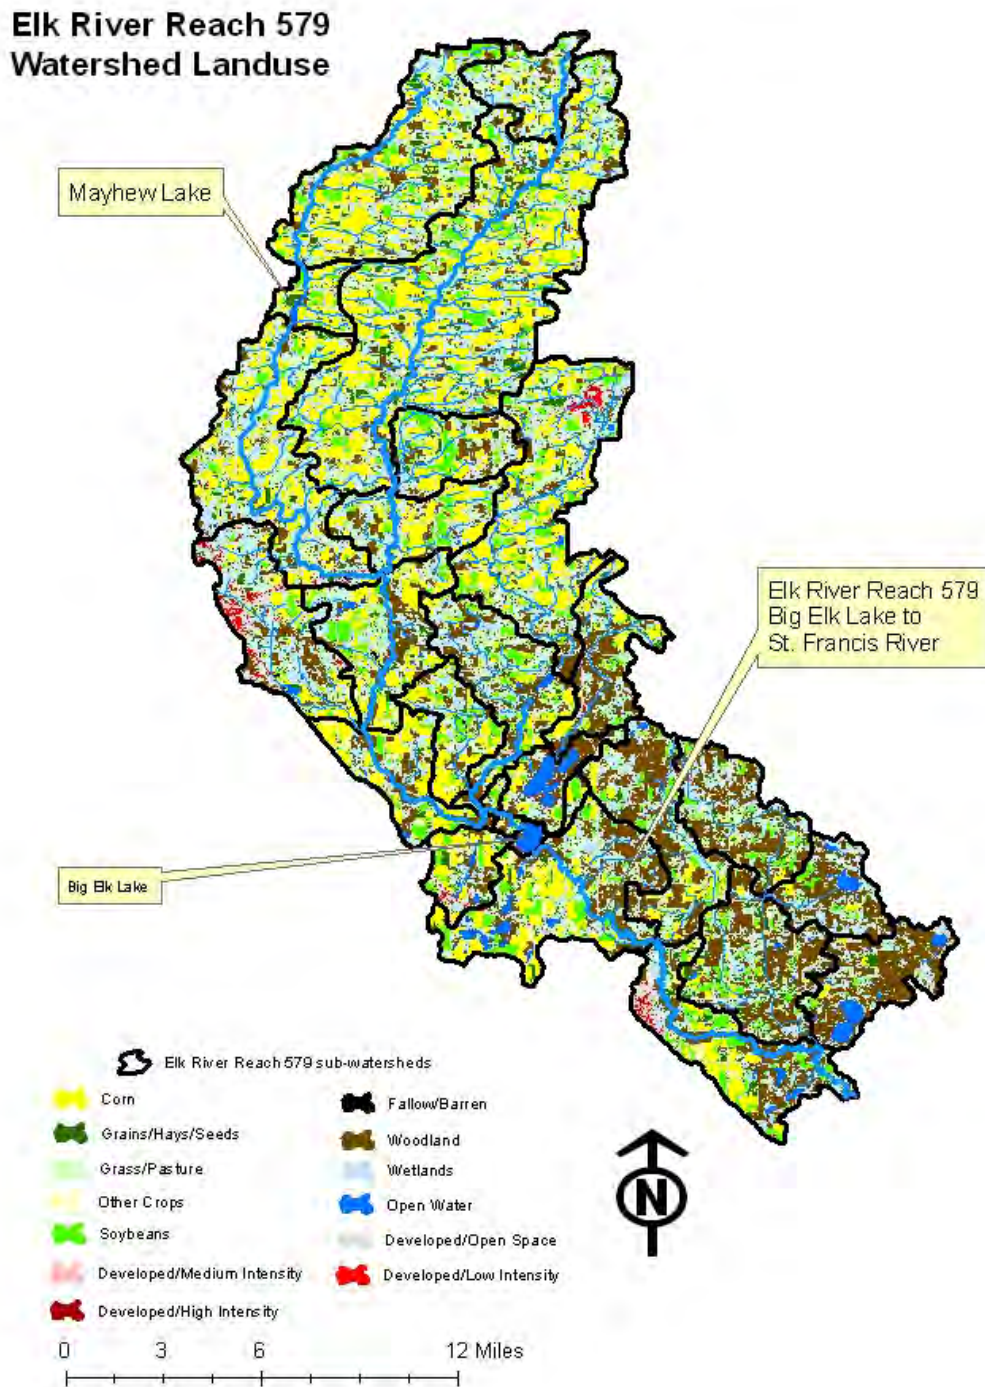 Elk River Reach 579
Watershed Landuse
Mayhew Lake
Elk River Reach 579
Big Elk Lake to
St. Francis River
Big Elk Lake
Elk River Reach 579 sub-watersheds
Corn
Grains/Hays/Seeds
Grass/Pasture
Other Crops
Soybeans
Developed/Medium Intensity
Developed/High Intensity
Fallow/Barren
Woodland
Wetlands
Open Water
Developed/Open Space
Developed/Low Intensity
N
0 3 6 12 Miles